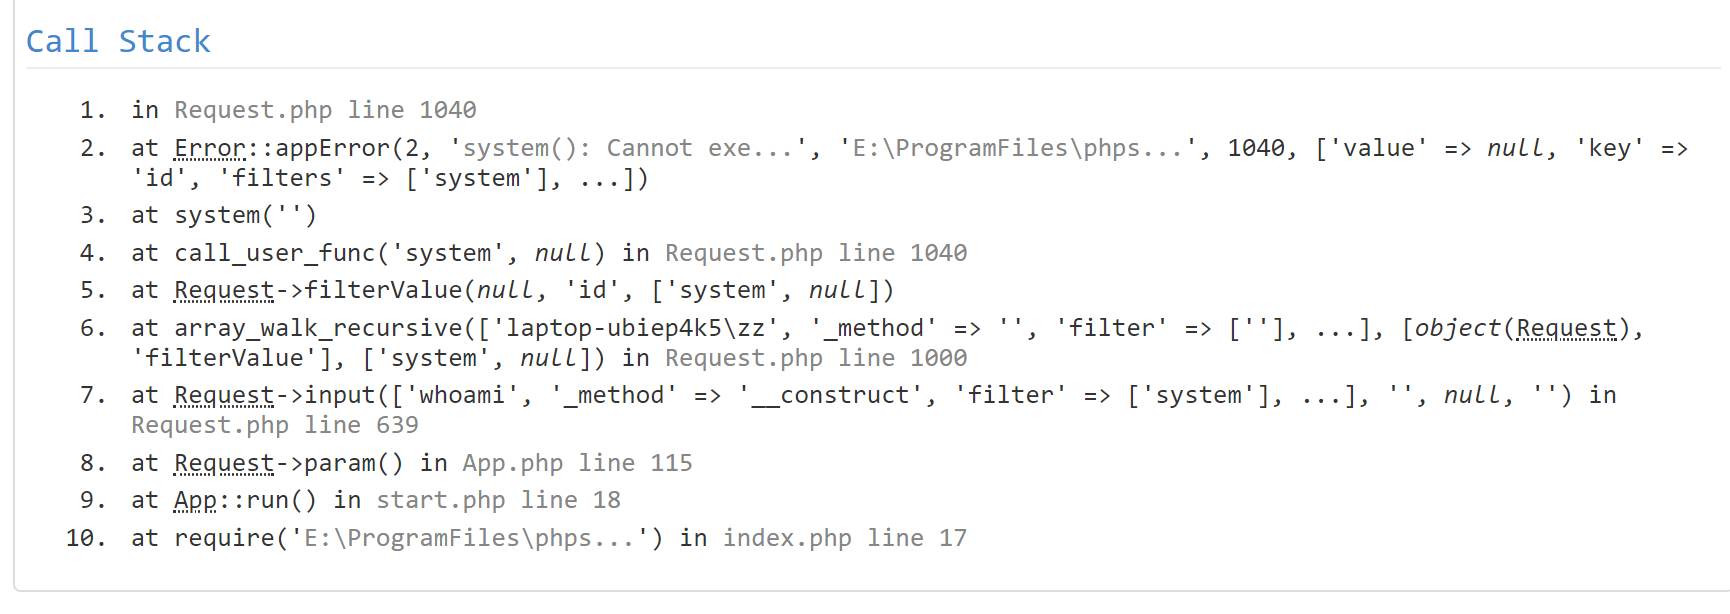 Call Stack
1. in Request.php line 1040
2. at Error::appError(2, 'system(): Cannot exe...', 'E:\ProgramFiles\phps...', 1040, ['value' => null, 'key' =>
'id', 'filters' => ['system'], ...])
3. at system('')
4. at call_user_func('system', null) in Request.php line 1040
5. at Request->filterValue(null, 'id', ['system', null])
6. at array_walk_recursive(['laptop-ubiep4k5\zz', '_method' => '', 'filter' => [''], ...], [object(Request),
'filterValue'], ['system', null]) in Request.php line 1000
7. at Request->input(['whoami', '_method' => '__construct', 'filter' => ['system'], ...], '', null, '') in
Request.php line 639
8. at Request->param() in App.php line 115
9. at App::run() in start.php line 18
10. at require('E:\ProgramFiles\phps...') in index.php line 17